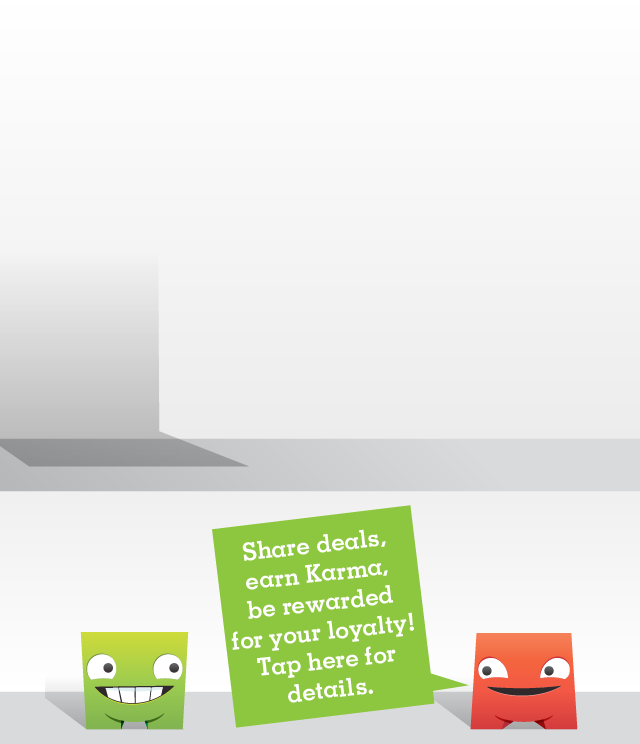 Share deals,
earn Karma,
be rewarded
for your loyalty!
Tap here for
details.